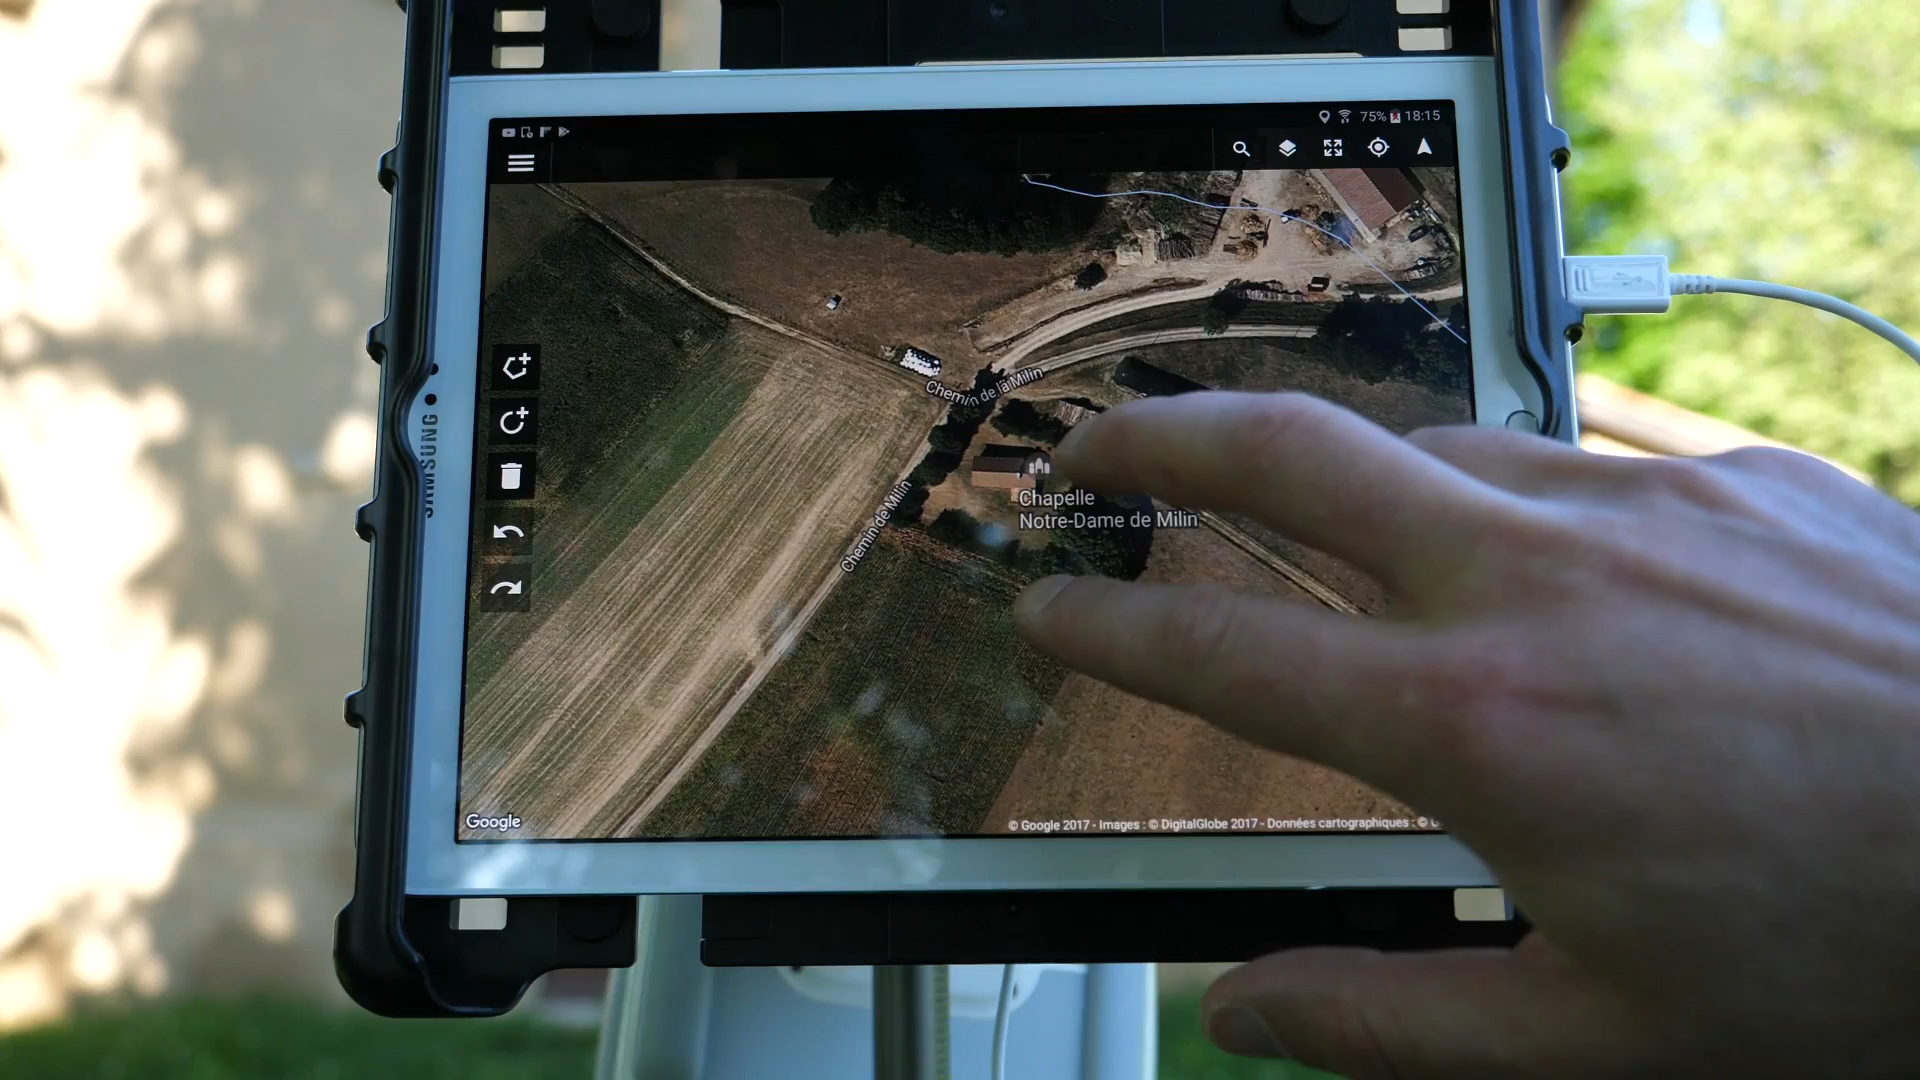 75% 18:15
SAMSUNG
Chemin de la Milin
Chapelle
Notre-Dame de Milin
Chemin de Milin
Google
© Google 2017 - Images : © DigitalGlobe 2017 - Données cartographiques : ©